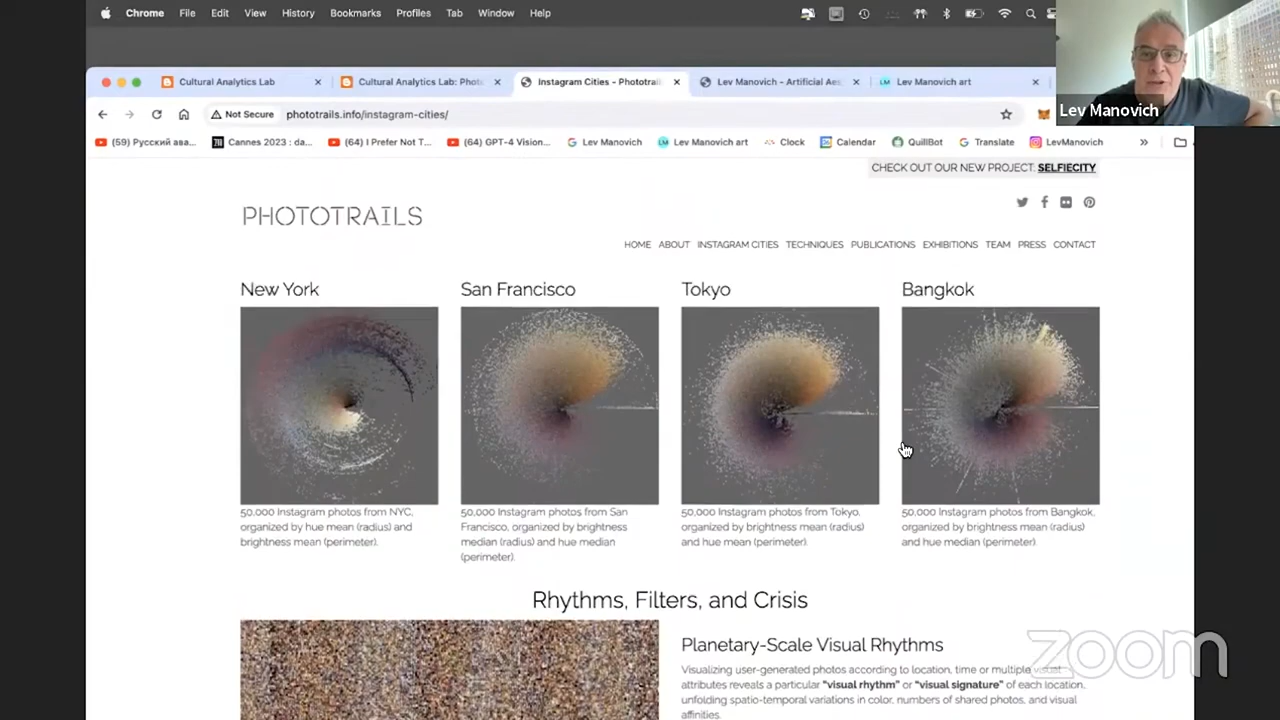 Chrome File Edit View History Bookmarks Profiles Tab Window Help
Cultural Analytics Lab
Cultural Analytics Lab: Photo
Instagram Cities - Phototrail
Lev Manovich - Artificial Aes
Lev Manovich art
Not Secure phototrails.info/instagram-cities/
(59) Русский ава...
Cannes 2023 : da...
(64) I Prefer Not T...
(64) GPT-4 Vision...
Lev Manovich
Lev Manovich art
Clock
Calendar
QuillBot
Translate
LevManovich
Lev Manovich
CHECK OUT OUR NEW PROJECT: SELFIECITY
PHOTOTRAILS
HOME ABOUT INSTAGRAM CITIES TECHNIQUES PUBLICATIONS EXHIBITIONS TEAM PRESS CONTACT
New York
50,000 Instagram photos from NYC,
organized by hue mean (radius) and
brightness mean (perimeter).
San Francisco
50,000 Instagram photos from San
Francisco, organized by brightness
median (radius) and hue median
(perimeter).
Tokyo
50,000 Instagram photos from Tokyo,
organized by brightness mean (radius)
and hue mean (perimeter).
Bangkok
50,000 Instagram photos from Bangkok,
organized by brightness mean (radius)
and hue median (perimeter).
Rhythms, Filters, and Crisis
Planetary-Scale Visual Rhythms
Visualizing user-generated photos according to location, time or multiple visual
attributes reveals a particular "visual rhythm" or "visual signature" of each location,
unfolding spatio-temporal variations in color, numbers of shared photos, and visual
affinities.
zoom